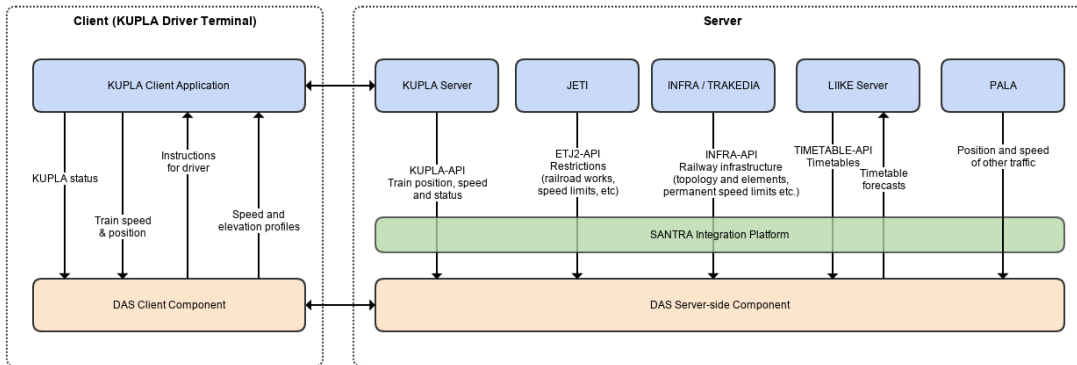 Client (KUPLA Driver Terminal)
Server
KUPLA Client Application
KUPLA Server
JETI
INFRA / TRAKEDIA
LIIKE Server
PALA
KUPLA status
Train speed
& position
Instructions
for driver
Speed and
elevation profiles
KUPLA-API
Train position, speed
and status
ETJ2-API
Restrictions
(railroad works,
speed limits, etc)
INFRA-API
Railway infrastructure
(topology and elements,
permanent speed limits etc.)
TIMETABLE-API
Timetables
Timetable
forecasts
Position and speed
of other traffic
SANTRA Integration Platform
DAS Client Component
DAS Server-side Component